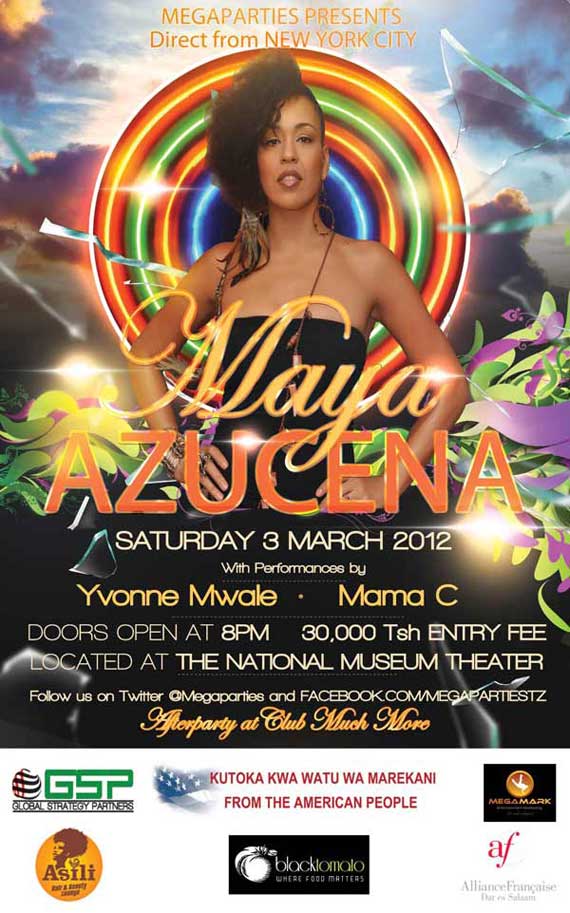 MEGAPARTIES PRESENTS
Direct from NEW YORK CITY
Maya
AZUCENA
SATURDAY 3 MARCH 2012
With Performances by
Yvonne Mwale · Mama C
DOORS OPEN AT 8PM 30,000 Tsh ENTRY FEE
LOCATED AT THE NATIONAL MUSEUM THEATER
Follow us on Twitter @Megaparties and FACEBOOK.COM/MEGAPARTIESTZ
Afterparty at Club Much More
GSP
GLOBAL STRATEGY PARTNERS
KUTOKA KWA WATU WA MAREKANI
FROM THE AMERICAN PEOPLE
MEGAMARK
Asili
Hair & Beauty
Lounge
blacktomato
WHERE FOOD MATTERS
af
AllianceFrançaise
Dar es Salaam